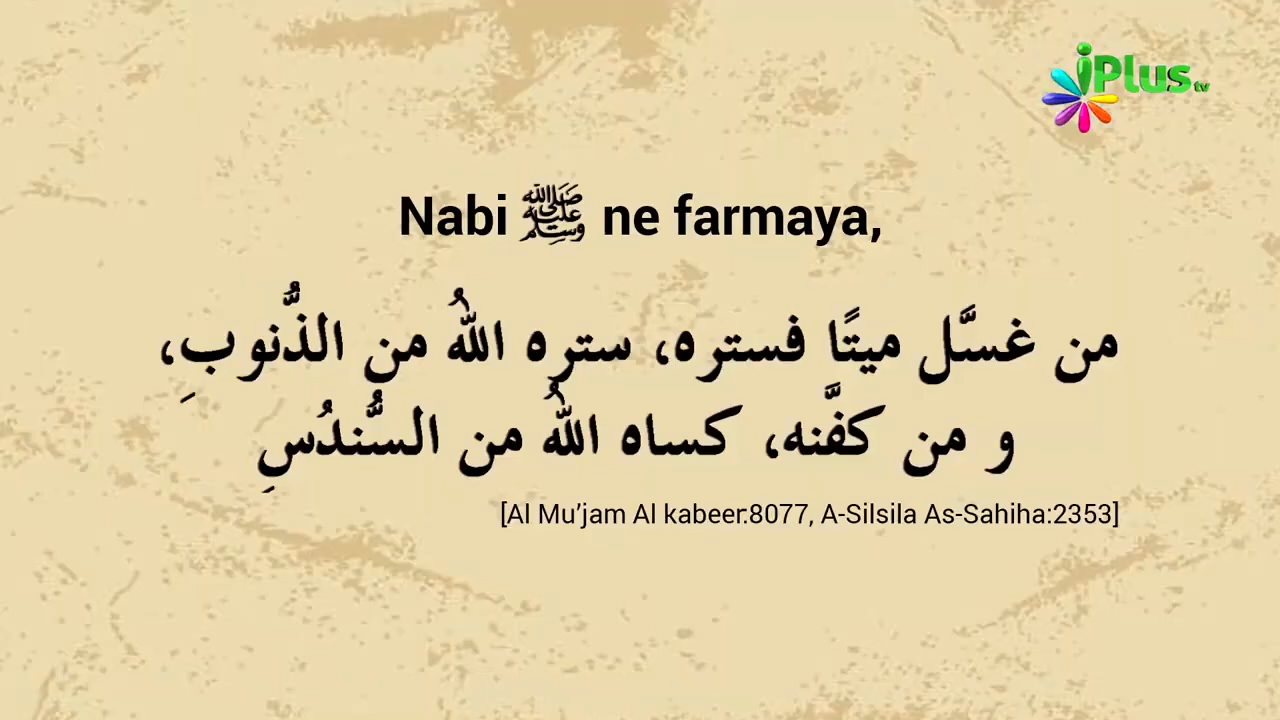 iPlus tv
Nabi ﷺ ne farmaya,
من غسَّل ميتًا فستره، ستره اللهُ من الذُّنوبِ،
و من كفَّنه، كساه اللهُ من السُّندُسِ
[Al Mu’jam Al kabeer:8077, A-Silsila As-Sahiha:2353]